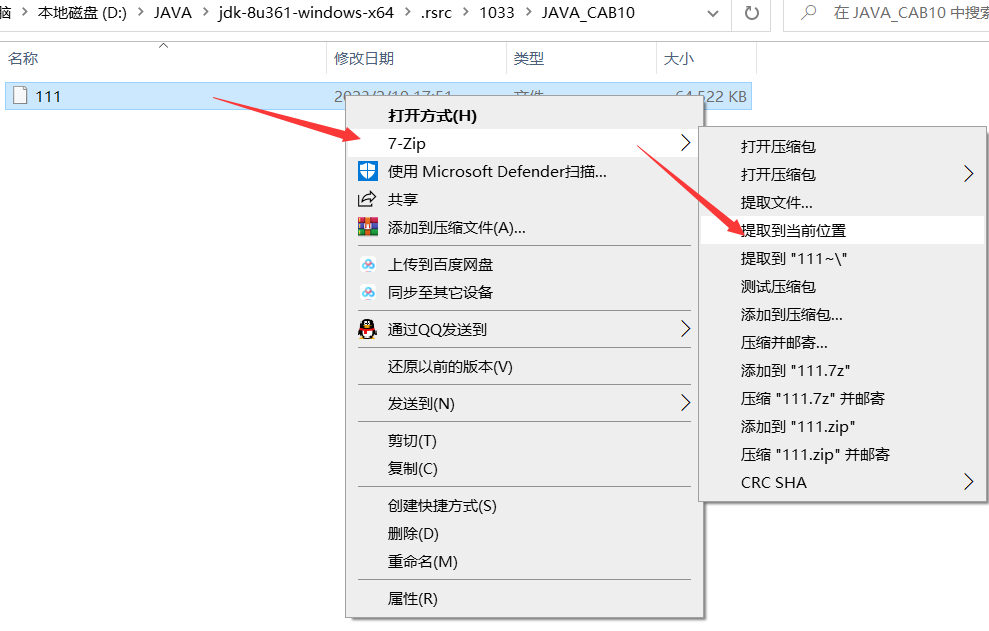 脑 > 本地磁盘 (D:) > JAVA > jdk-8u361-windows-x64 > .rsrc > 1033 > JAVA_CAB10
在 JAVA_CAB10 中搜索
名称 修改日期 类型 大小
111 文件 64,522 KB
打开方式(H)
7-Zip
使用 Microsoft Defender扫描...
共享
添加到压缩文件(A)...
上传到百度网盘
同步至其它设备
通过QQ发送到
还原以前的版本(V)
发送到(N)
剪切(T)
复制(C)
创建快捷方式(S)
删除(D)
重命名(M)
属性(R)
打开压缩包
打开压缩包
提取文件...
提取到当前位置
提取到 "111~\"
测试压缩包
添加到压缩包...
压缩并邮寄...
添加到 "111.7z"
压缩 "111.7z" 并邮寄
添加到 "111.zip"
压缩 "111.zip" 并邮寄
CRC SHA